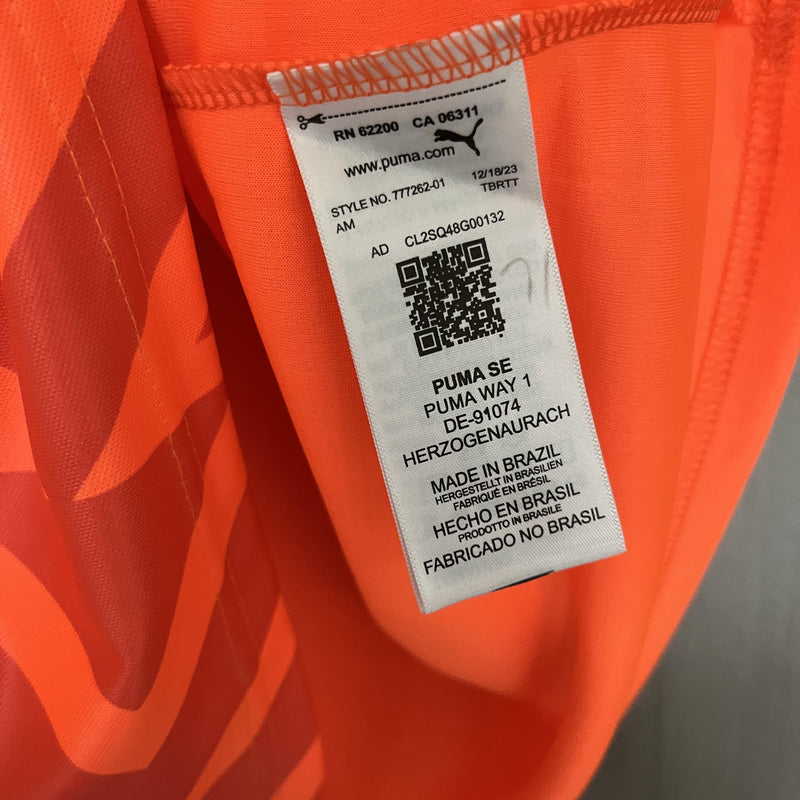 RN 62200 CA 06311
www.puma.com
STYLE NO. 777262-01 12/18/23
AM TBRTT
AD CL2SQ48G00132
PUMA SE
PUMA WAY 1
DE-91074
HERZOGENAURACH
MADE IN BRAZIL
HERGESTELLT IN BRASILIEN
FABRIQUÉ EN BRÉSIL
HECHO EN BRASIL
PRODOTTO IN BRASILE
FABRICADO NO BRASIL